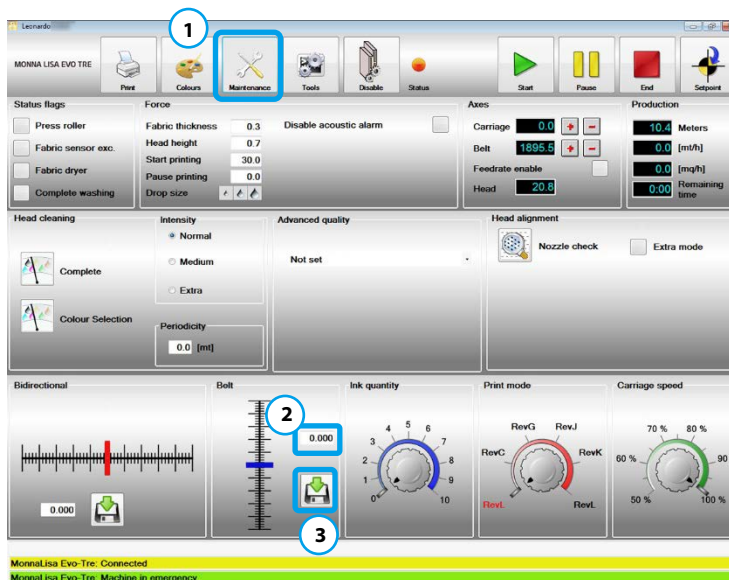 Leonardo
1
MONNA LISA EVO TRE
Print
Colours
Maintenance
Tools
Disable
Status
Start
Pause
End
Setpoint
Status flags
Press roller
Fabric sensor exc.
Fabric dryer
Complete washing
Force
Fabric thickness 0.3
Head height 0.7
Start printing 30.0
Pause printing 0.0
Drop size
Disable acoustic alarm
Axes
Carriage 0.0 + -
Belt 1895.5 + -
Feedrate enable
Head 20.8
Production
10.4 Meters
0.0 [mt/h]
0.0 [mq/h]
0:00 Remaining
time
Head cleaning
Complete
Colour Selection
Intensity
Normal
Medium
Extra
Periodicity
0.0 [mt]
Advanced quality
Not set
Head alignment
Nozzle check
Extra mode
Bidirectional
0.000
Belt
2
0.000
3
Ink quantity
0
1
2
3
4
5
6
7
8
9
10
Print mode
RevL
RevC
RevG
RevJ
RevK
RevL
Carriage speed
50 %
60 %
70 %
80 %
90
100 %
MonnaLisa Evo-Tre: Connected
MonnaLisa Evo-Tre: Machine in emergency